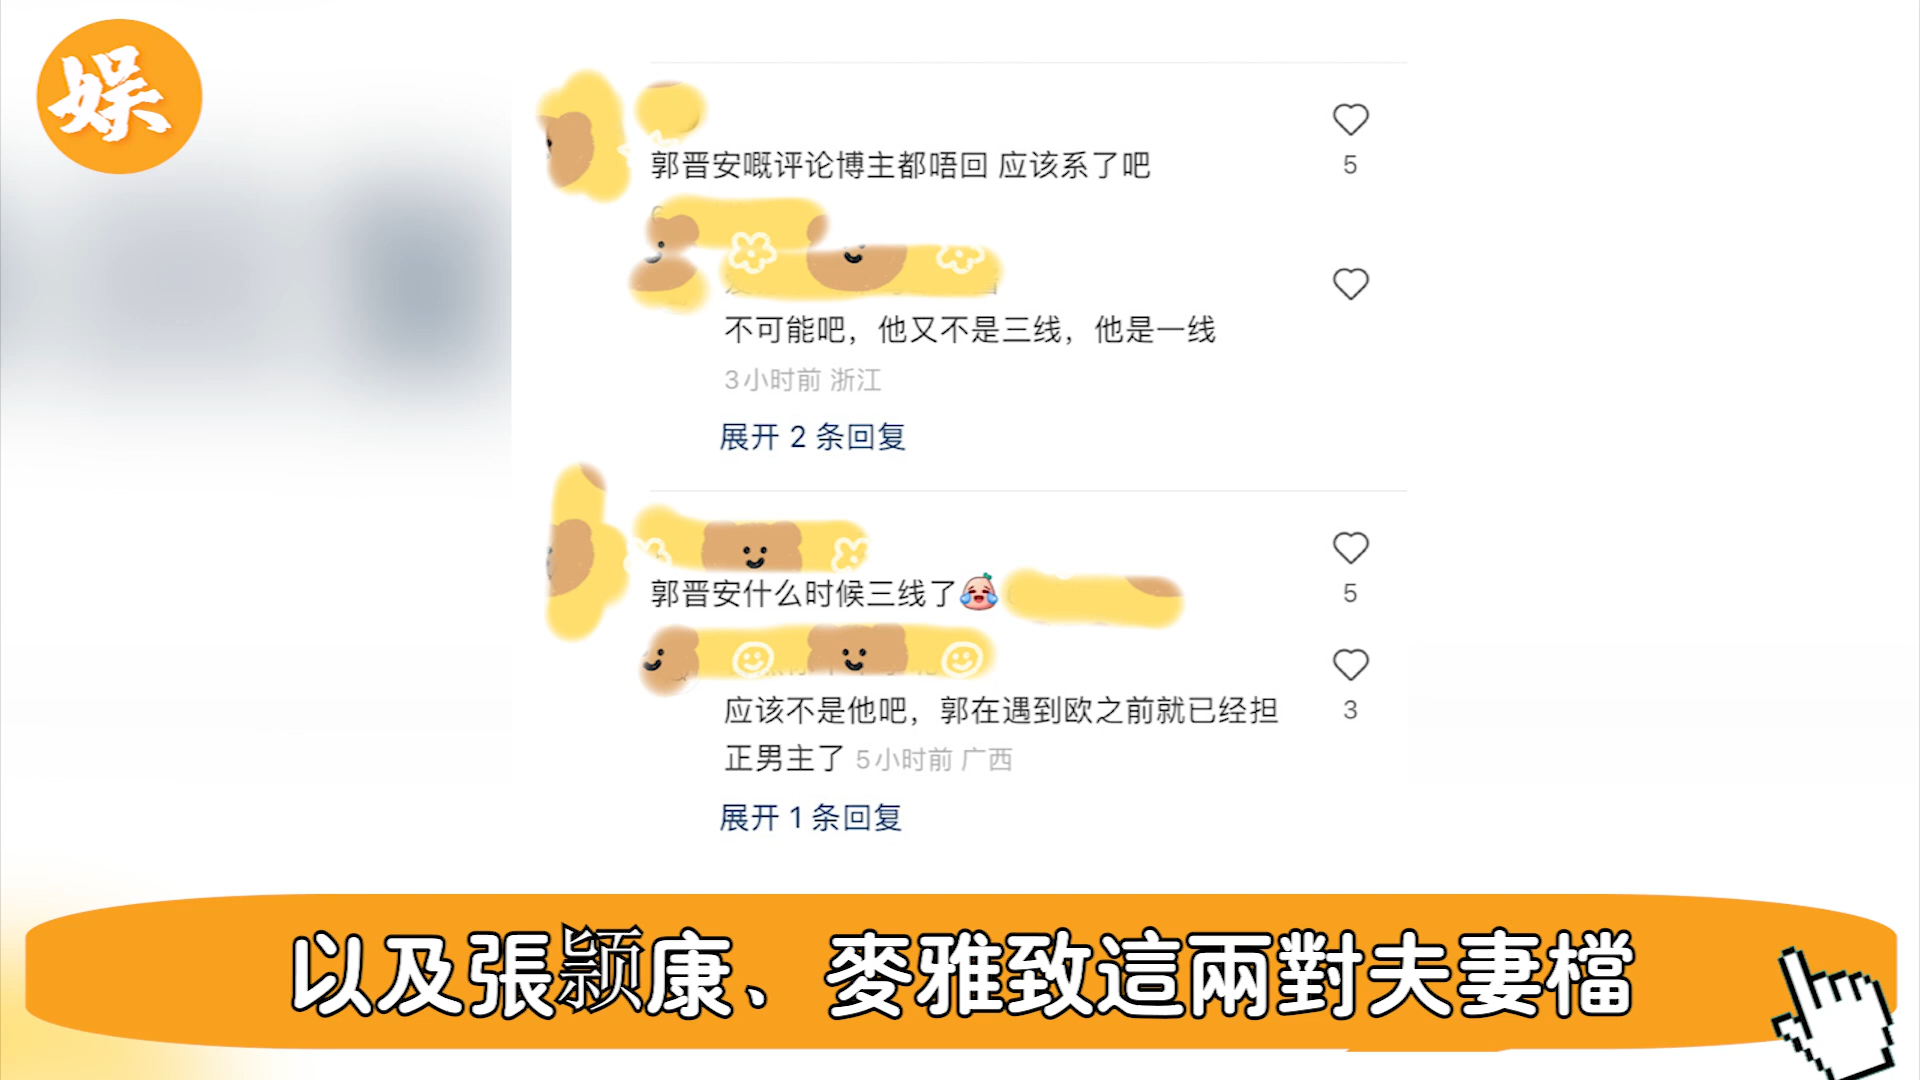 娱
郭晋安嘅评论博主都唔回 应该系了吧
5
不可能吧，他又不是三线，他是一线
3小时前 浙江
展开 2 条回复
郭晋安什么时候三线了
5
应该不是他吧，郭在遇到欧之前就已经担
3
正男主了 5小时前 广西
展开 1 条回复
以及張颖康、麥雅致這兩對夫妻檔